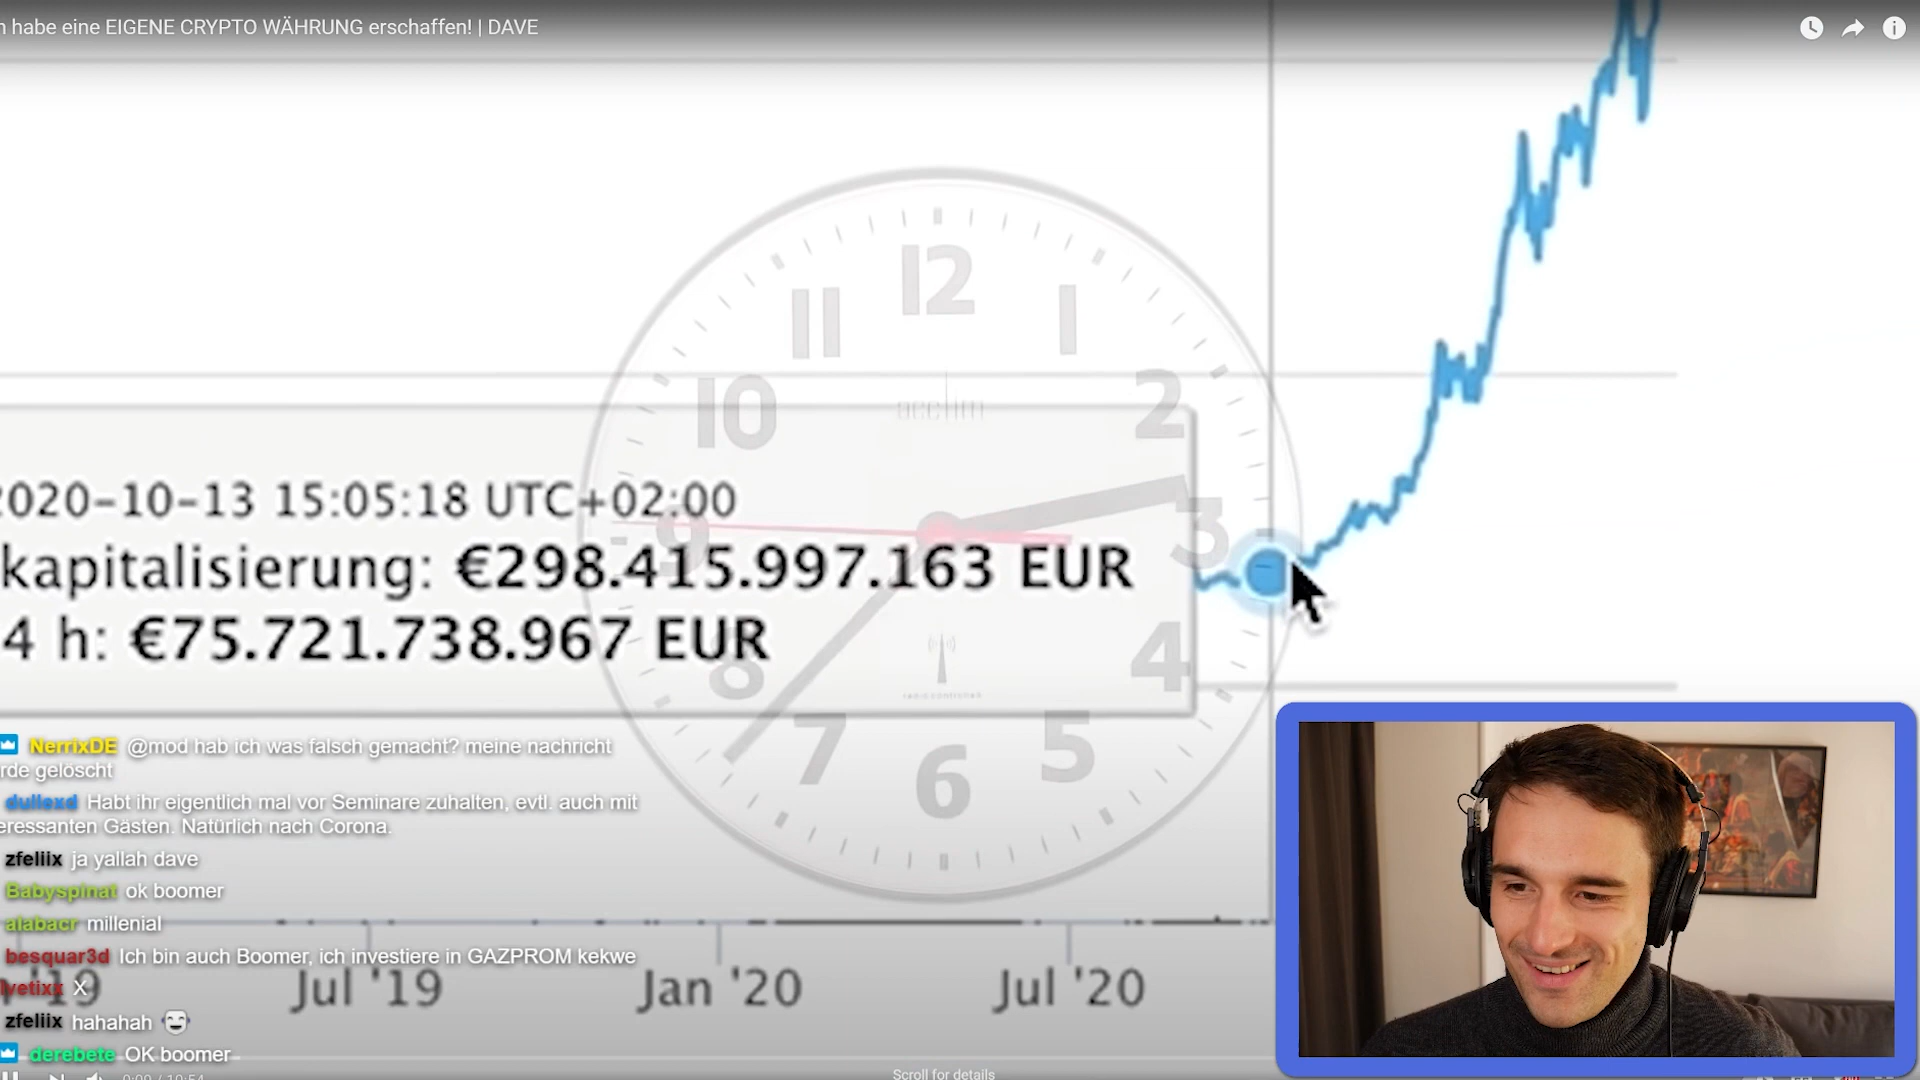 habe eine EIGENE CRYPTO WÄHRUNG erschaffen! | DAVE
12
11
1
10
2
acctim
2020-10-13 15:05:18 UTC+02:00
9
3
kapitalisierung: €298.415.997.163 EUR
4 h: €75.721.738.967 EUR
8
4
7
5
6
NerrixDE @mod hab ich was falsch gemacht? meine nachricht
rde gelöscht
dullexd Habt ihr eigentlich mal vor Seminare zuhalten, evtl. auch mit
eressanten Gästen. Natürlich nach Corona.
zfeliix ja yallah dave
Babyspinat ok boomer
alabacr millenial
besquar3d Ich bin auch Boomer, ich investiere in GAZPROM kekwe
vetixx X
'19 Jul '19 Jan '20 Jul '20
zfeliix hahahah
derebete OK boomer
Scroll for details